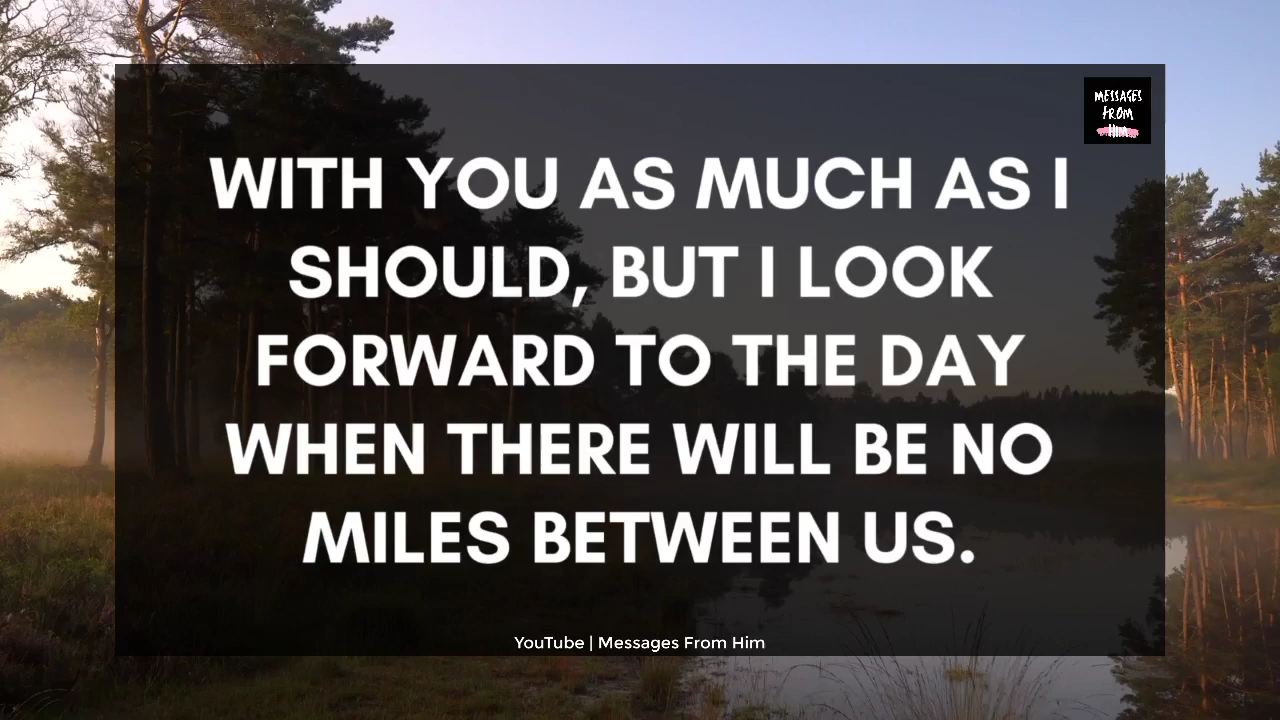 MESSAGES
FROM
HIM
WITH YOU AS MUCH AS I
SHOULD, BUT I LOOK
FORWARD TO THE DAY
WHEN THERE WILL BE NO
MILES BETWEEN US.
YouTube | Messages From Him